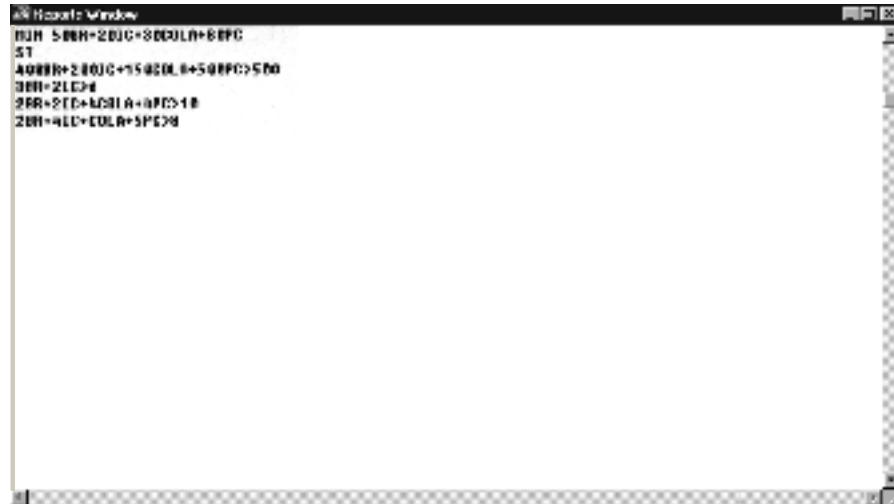 Reports Window
MIN 50BR+20IC+30COLA+80PC
ST
400BR+200IC+150COLA+500PC>500
3BR+2IC>6
2BR+2IC+4COLA+4PC>10
2BR+4IC+COLA+5PC>8